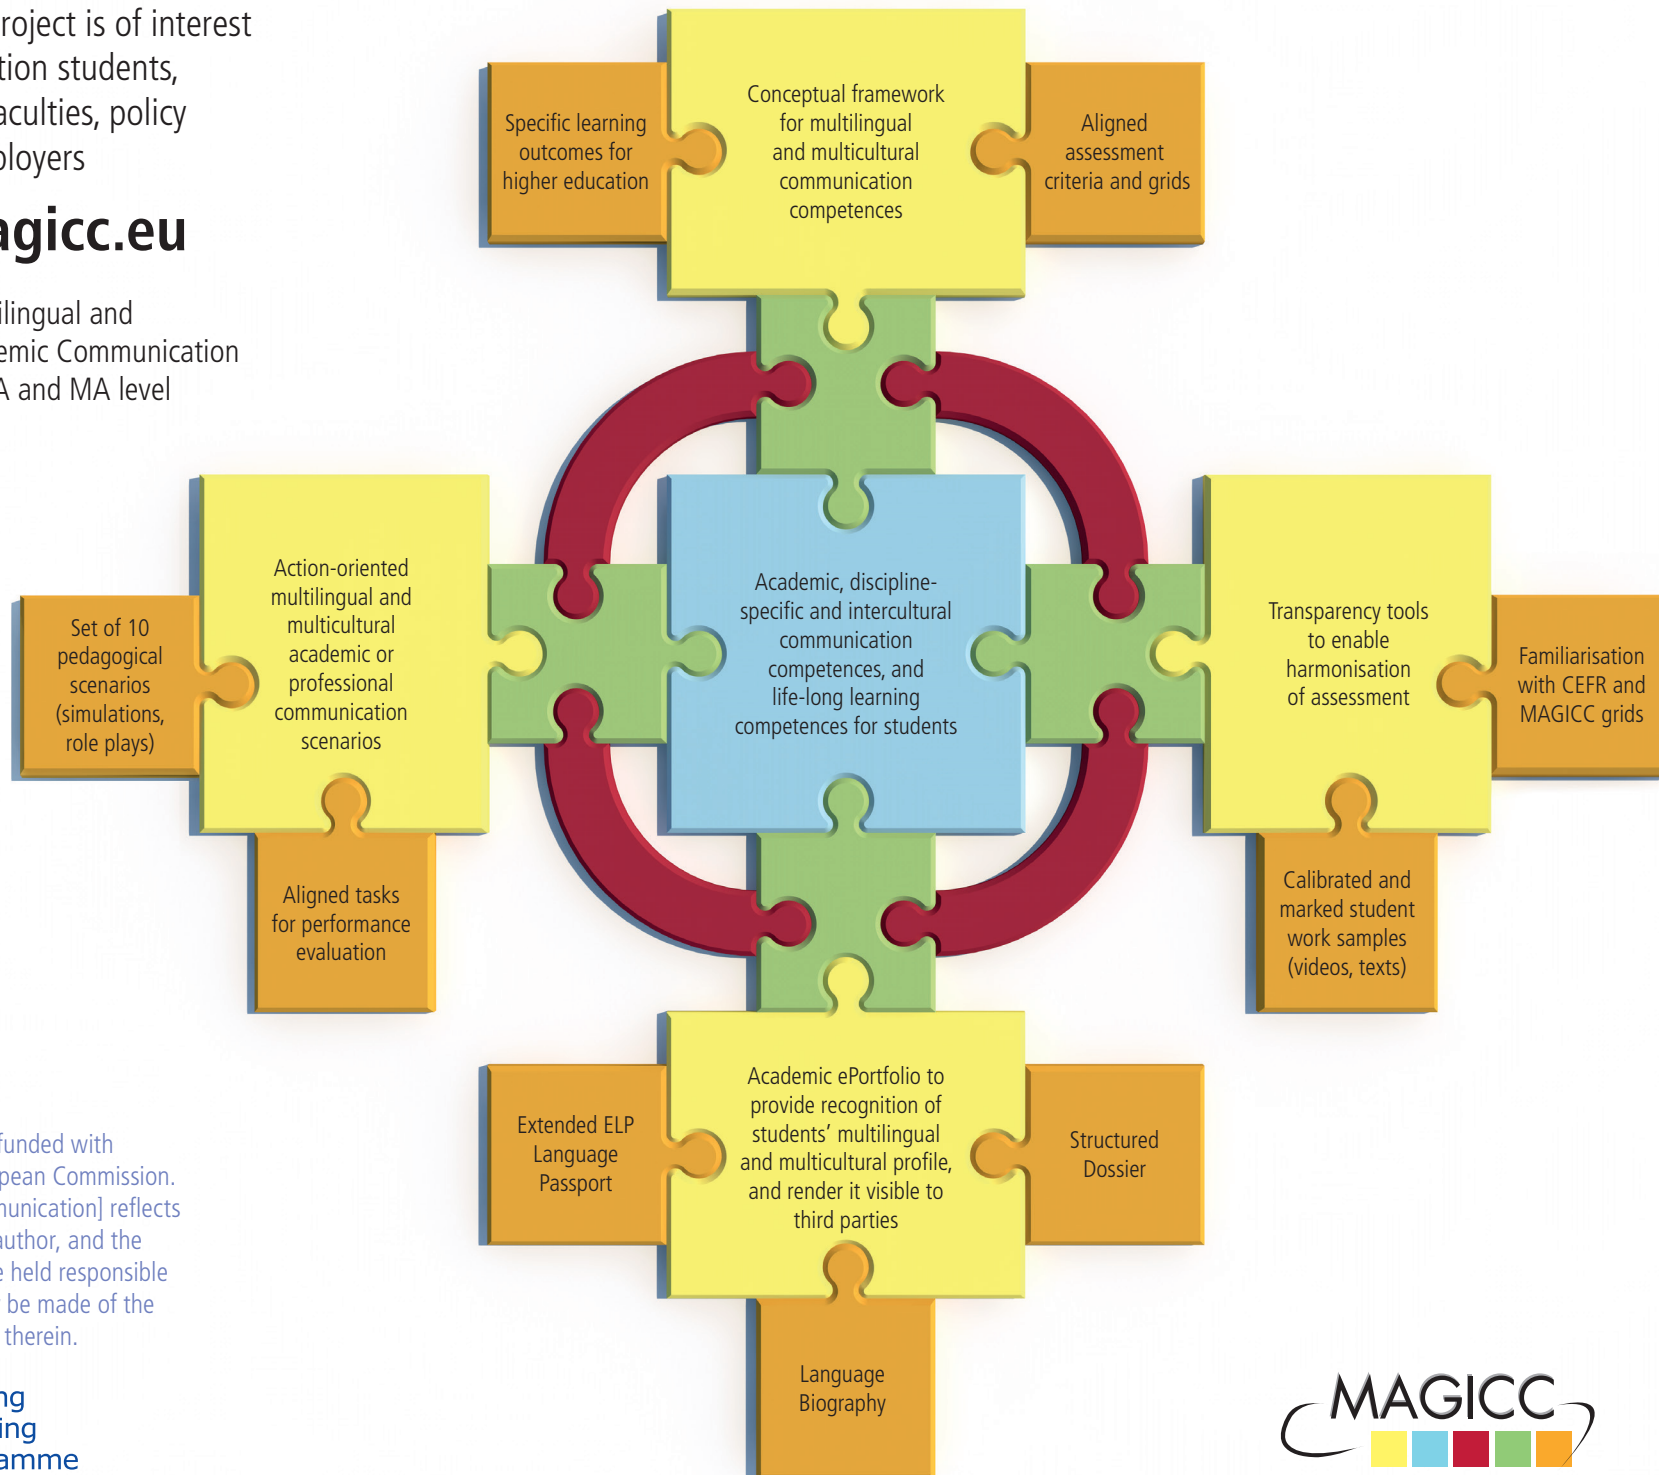 roject is of interest
tion students,
aculties, policy
ployers
agicc.eu
ilingual and
emic Communication
A and MA level
Specific learning
outcomes for
higher education
Conceptual framework
for multilingual
and multicultural
communication
competences
Aligned
assessment
criteria and grids
Set of 10
pedagogical
scenarios
(simulations,
role plays)
Action-oriented
multilingual and
multicultural
academic or
professional
communication
scenarios
Aligned tasks
for performance
evaluation
Academic, discipline-
specific and intercultural
communication
competences, and
life-long learning
competences for students
Transparency tools
to enable
harmonisation
of assessment
Familiarisation
with CEFR and
MAGICC grids
Calibrated and
marked student
work samples
(videos, texts)
Extended ELP
Language
Passport
Academic ePortfolio to
provide recognition of
students’ multilingual
and multicultural profile,
and render it visible to
third parties
Structured
Dossier
Language
Biography
funded with
pean Commission.
munication] reflects
author, and the
e held responsible
be made of the
therein.
ng
ing
amme
MAGICC